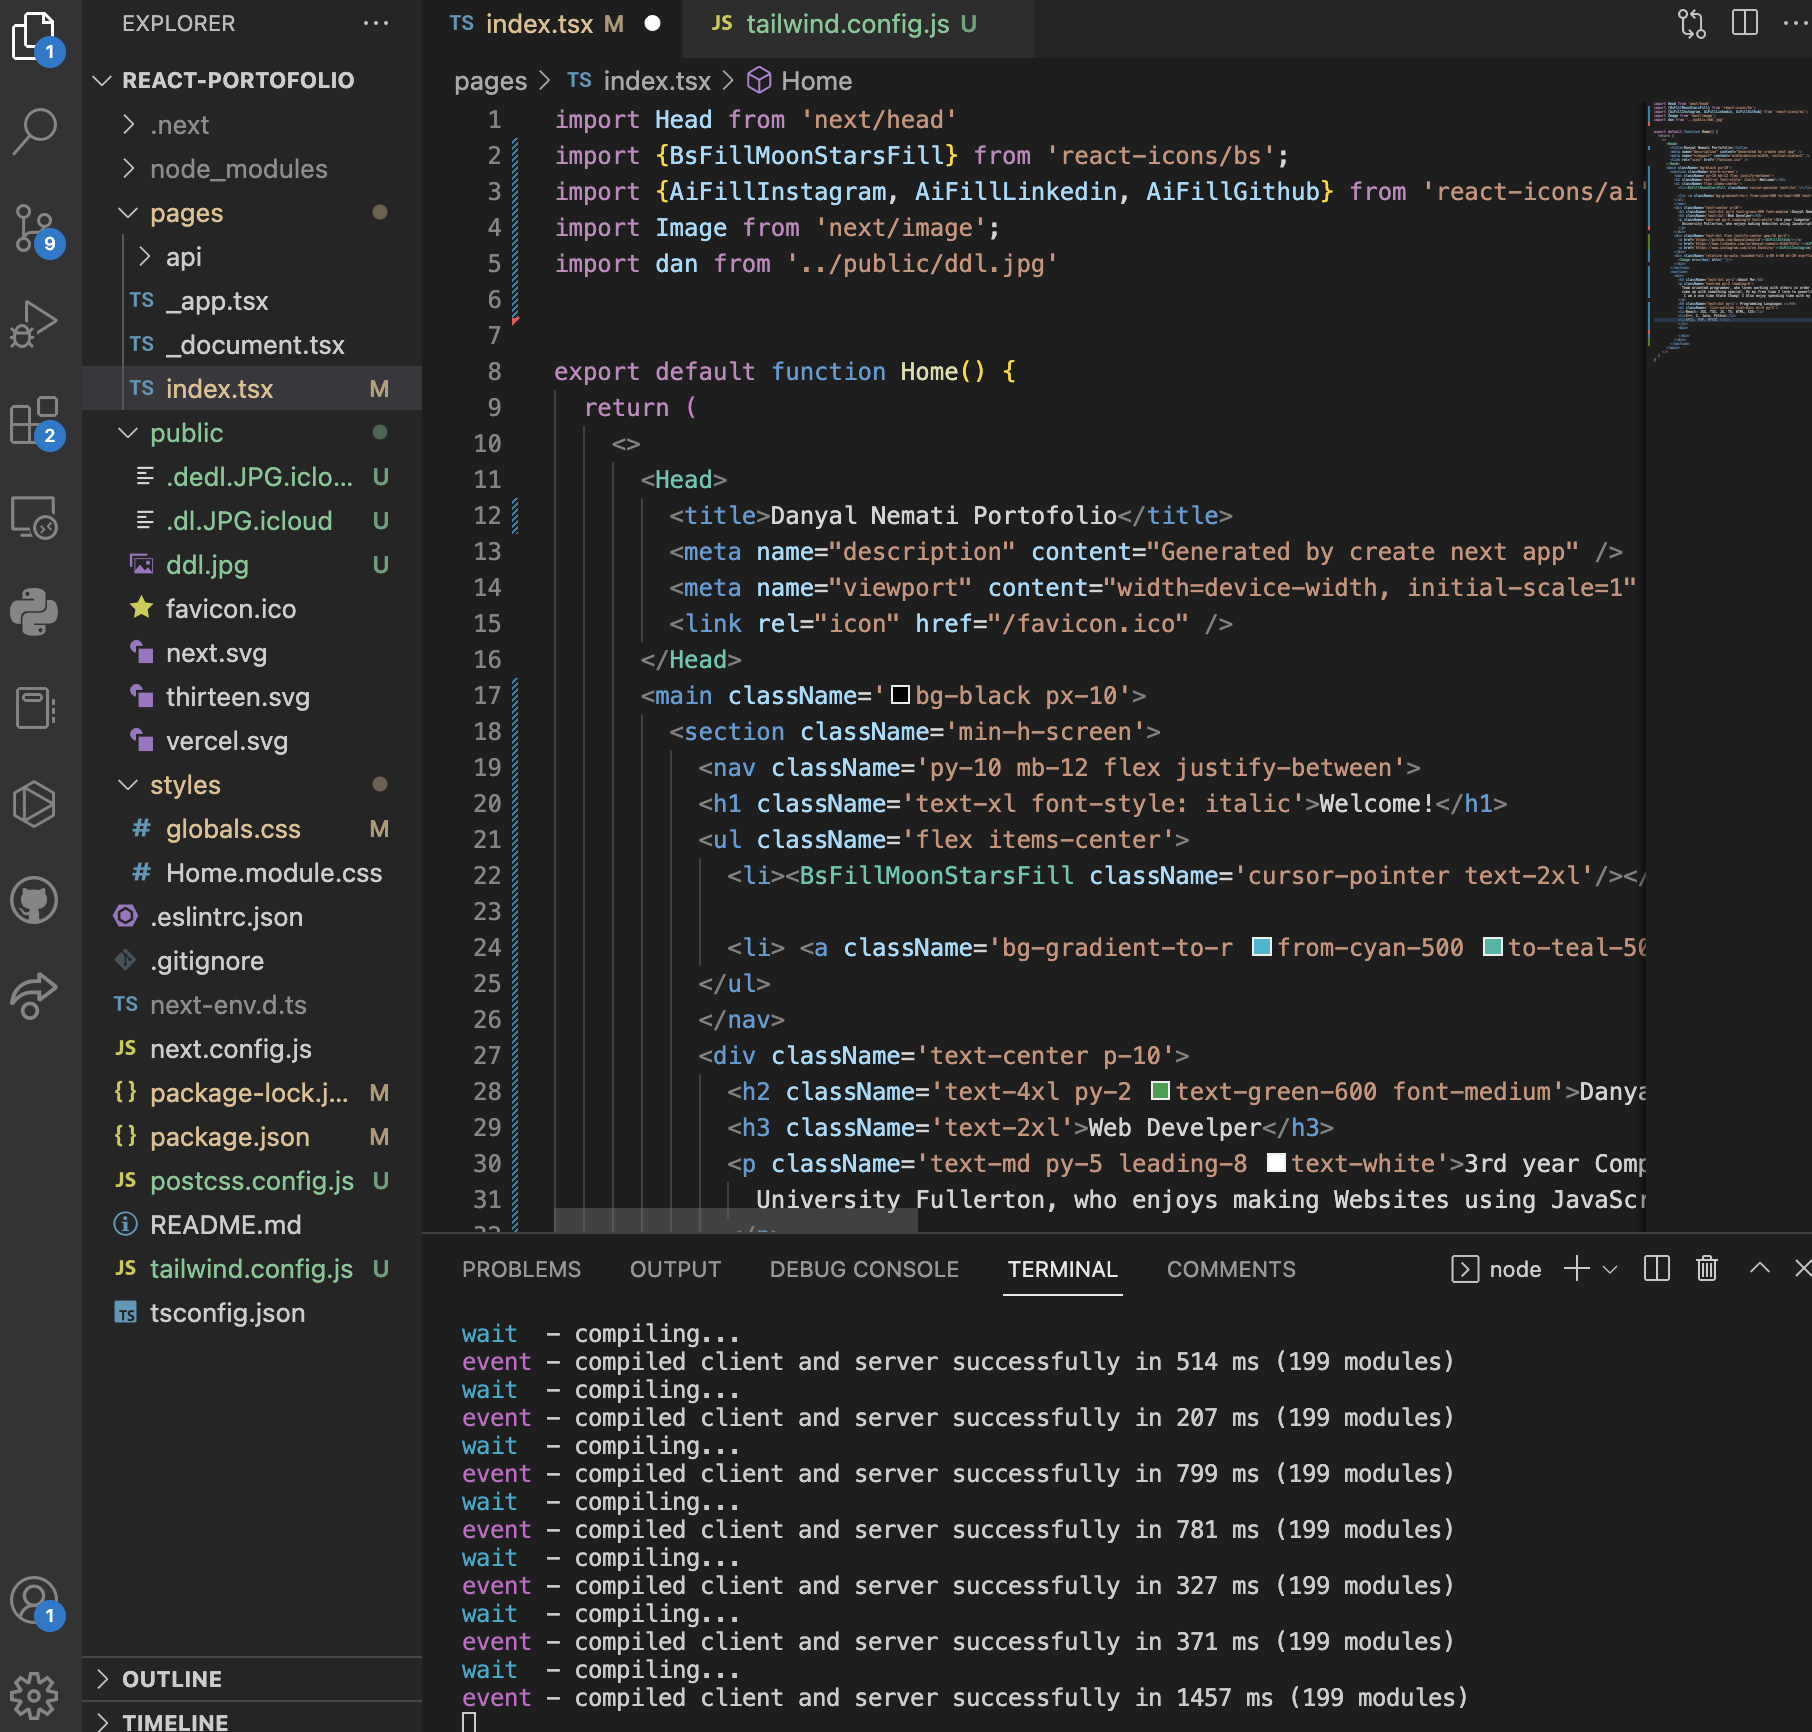 EXPLORER
REACT-PORTOFOLIO
.next
node_modules
pages
api
TS _app.tsx
TS _document.tsx
TS index.tsx M
public
.dedl.JPG.iclo... U
.dl.JPG.icloud U
ddl.jpg U
favicon.ico
next.svg
thirteen.svg
vercel.svg
styles
# globals.css M
# Home.module.css
.eslintrc.json
.gitignore
TS next-env.d.ts
JS next.config.js
{} package-lock.j... M
{} package.json M
JS postcss.config.js U
README.md
JS tailwind.config.js U
TS tsconfig.json
OUTLINE
TIMELINE
1
9
2
1
TS index.tsx M
JS tailwind.config.js U
pages > TS index.tsx > Home
1 import Head from 'next/head'
2 import {BsFillMoonStarsFill} from 'react-icons/bs';
3 import {AiFillInstagram, AiFillLinkedin, AiFillGithub} from 'react-icons/ai'
4 import Image from 'next/image';
5 import dan from '../public/ddl.jpg'
6
7
8 export default function Home() {
9 return (
10 <>
11 <Head>
12 <title>Danyal Nemati Portofolio</title>
13 <meta name="description" content="Generated by create next app" />
14 <meta name="viewport" content="width=device-width, initial-scale=1"
15 <link rel="icon" href="/favicon.ico" />
16 </Head>
17 <main className='bg-black px-10'>
18 <section className='min-h-screen'>
19 <nav className='py-10 mb-12 flex justify-between'>
20 <h1 className='text-xl font-style: italic'>Welcome!</h1>
21 <ul className='flex items-center'>
22 <li><BsFillMoonStarsFill className='cursor-pointer text-2xl'/></
23
24 <li> <a className='bg-gradient-to-r from-cyan-500 to-teal-50
25 </ul>
26 </nav>
27 <div className='text-center p-10'>
28 <h2 className='text-4xl py-2 text-green-600 font-medium'>Danya
29 <h3 className='text-2xl'>Web Develper</h3>
30 <p className='text-md py-5 leading-8 text-white'>3rd year Comp
31 University Fullerton, who enjoys making Websites using JavaScr
PROBLEMS OUTPUT DEBUG CONSOLE TERMINAL COMMENTS node
wait - compiling...
event - compiled client and server successfully in 514 ms (199 modules)
wait - compiling...
event - compiled client and server successfully in 207 ms (199 modules)
wait - compiling...
event - compiled client and server successfully in 799 ms (199 modules)
wait - compiling...
event - compiled client and server successfully in 781 ms (199 modules)
wait - compiling...
event - compiled client and server successfully in 327 ms (199 modules)
wait - compiling...
event - compiled client and server successfully in 371 ms (199 modules)
wait - compiling...
event - compiled client and server successfully in 1457 ms (199 modules)